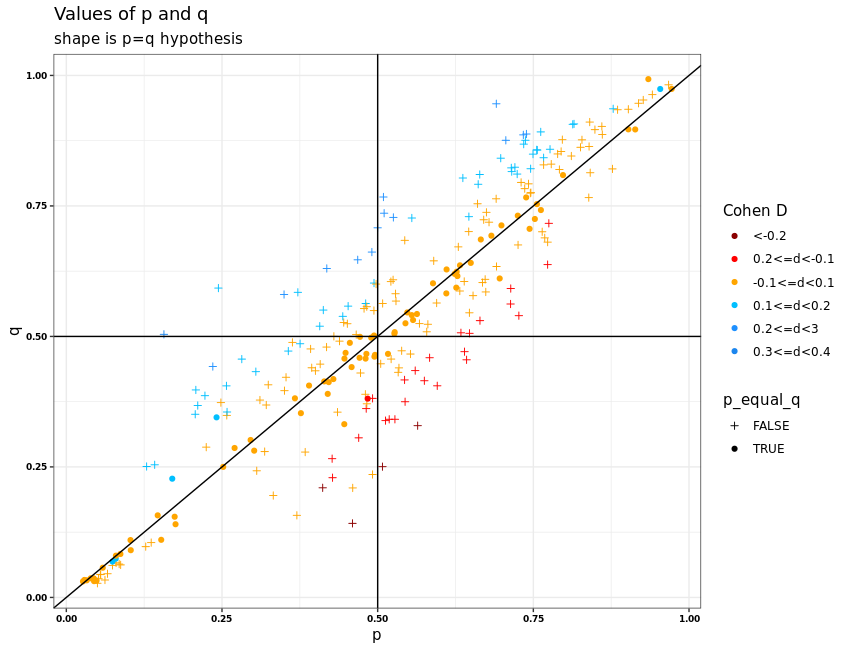 Values of p and q
shape is p=q hypothesis
1.00
0.75
0.50
0.25
0.00
q
0.00 0.25 0.50 0.75 1.00
p
Cohen D
<-0.2
0.2<=d<-0.1
-0.1<=d<0.1
0.1<=d<0.2
0.2<=d<3
0.3<=d<0.4
p_equal_q
FALSE
TRUE